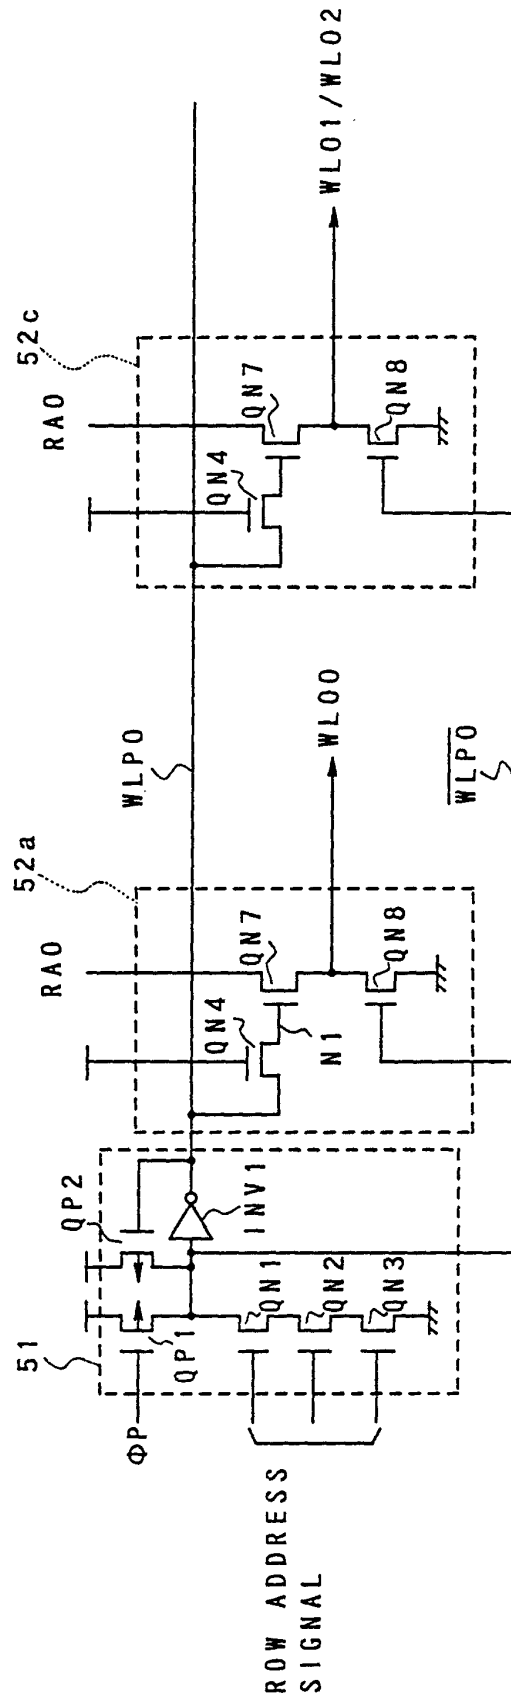 ROW ADDRESS
SIGNAL
ΦP
51
QP1
QP2
QN1
QN2
QN3
INV1
52a
RA0
QN4
N1
QN7
QN8
WL00
WLP0
WLP0
52c
RA0
QN4
QN7
QN8
WL01/WL02